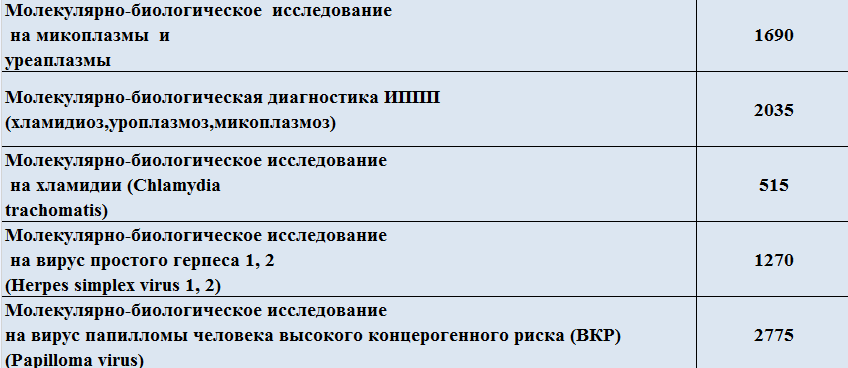 Молекулярно-биологическое исследование
на микоплазмы и
уреаплазмы
1690
Молекулярно-биологическая диагностика ИППП
(хламидиоз,уроплазмоз,микоплазмоз)
2035
Молекулярно-биологическое исследование
на хламидии (Chlamydia
trachomatis)
515
Молекулярно-биологическое исследование
на вирус простого герпеса 1, 2
(Herpes simplex virus 1, 2)
1270
Молекулярно-биологическое исследование
на вирус папилломы человека высокого концерогенного риска (ВКР)
(Papilloma virus)
2775